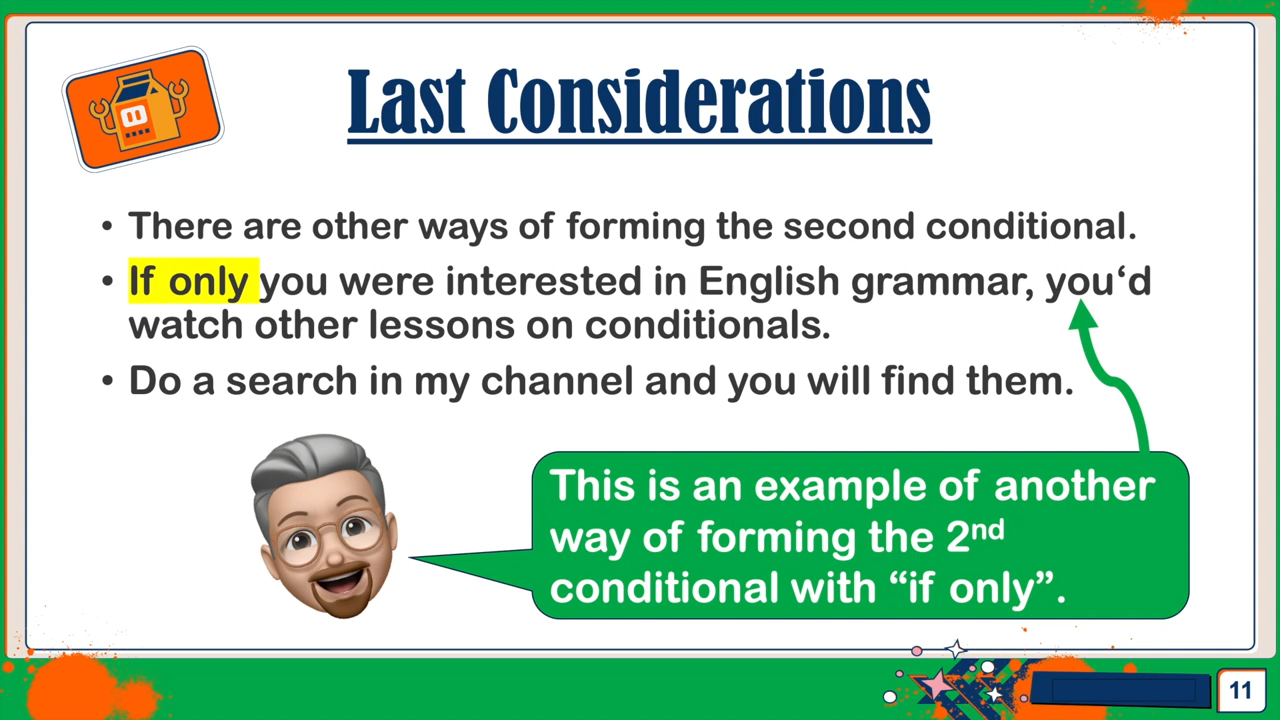 Last Considerations
• There are other ways of forming the second conditional.
• If only you were interested in English grammar, you‘d
watch other lessons on conditionals.
• Do a search in my channel and you will find them.
This is an example of another
way of forming the 2nd
conditional with “if only”.
11